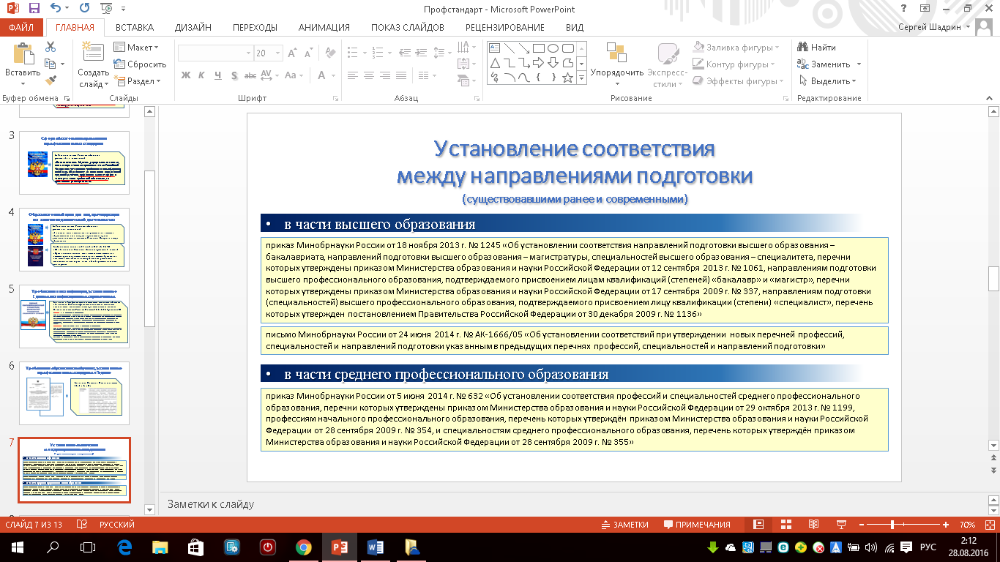 Профстандарт - Microsoft PowerPoint
?
ФАЙЛ ГЛАВНАЯ ВСТАВКА ДИЗАЙН ПЕРЕХОДЫ АНИМАЦИЯ ПОКАЗ СЛАЙДОВ РЕЦЕНЗИРОВАНИЕ ВИД Сергей Шадрин
Вставить
Буфер обмена
Создать слайд
Макет
Сбросить
Раздел
Слайды
20
Ж К Ч S abc AV Aa A
Шрифт
Абзац
Упорядочить
Экспресс-стили
Заливка фигуры
Контур фигуры
Эффекты фигуры
Рисование
Найти
Заменить
Выделить
Редактирование
3
4
5
6
7
Установление соответствия
между направлениями подготовки
(существовавшими ранее и современными)
• в части высшего образования
приказ Минобрнауки России от 18 ноября 2013 г. № 1245 «Об установлении соответствия направлений подготовки высшего образования –
бакалавриата, направлений подготовки высшего образования – магистратуры, специальностей высшего образования – специалитета, перечни
которых утверждены приказом Министерства образования и науки Российской Федерации от 12 сентября 2013 г. № 1061, направлениям подготовки
высшего профессионального образования, подтверждаемого присвоением лицам квалификаций (степеней) «бакалавр» и «магистр», перечни
которых утверждены приказом Министерства образования и науки Российской Федерации от 17 сентября 2009 г. № 337, направлениям подготовки
(специальностей) высшего профессионального образования, подтверждаемого присвоением лицу квалификации (степени) «специалист», перечень
которых утвержден постановлением Правительства Российской Федерации от 30 декабря 2009 г. № 1136»
письмо Минобрнауки России от 24 июня 2014 г. № АК-1666/05 «Об установлении соответствий при утверждении новых перечней профессий,
специальностей и направлений подготовки указанным в предыдущих перечнях профессий, специальностей и направлений подготовки»
• в части среднего профессионального образования
приказ Минобрнауки России от 5 июня 2014 г. № 632 «Об установлении соответствия профессий и специальностей среднего профессионального
образования, перечни которых утверждены приказом Министерства образования и науки Российской Федерации от 29 октября 2013 г. № 1199,
профессиям начального профессионального образования, перечень которых утверждён приказом Министерства образования и науки Российской
Федерации от 28 сентября 2009 г. № 354, и специальностям среднего профессионального образования, перечень которых утверждён приказом
Министерства образования и науки Российской Федерации от 28 сентября 2009 г. № 355»
Заметки к слайду
СЛАЙД 7 ИЗ 13 РУССКИЙ ЗАМЕТКИ ПРИМЕЧАНИЯ 70%
РУС
2:12
28.08.2016